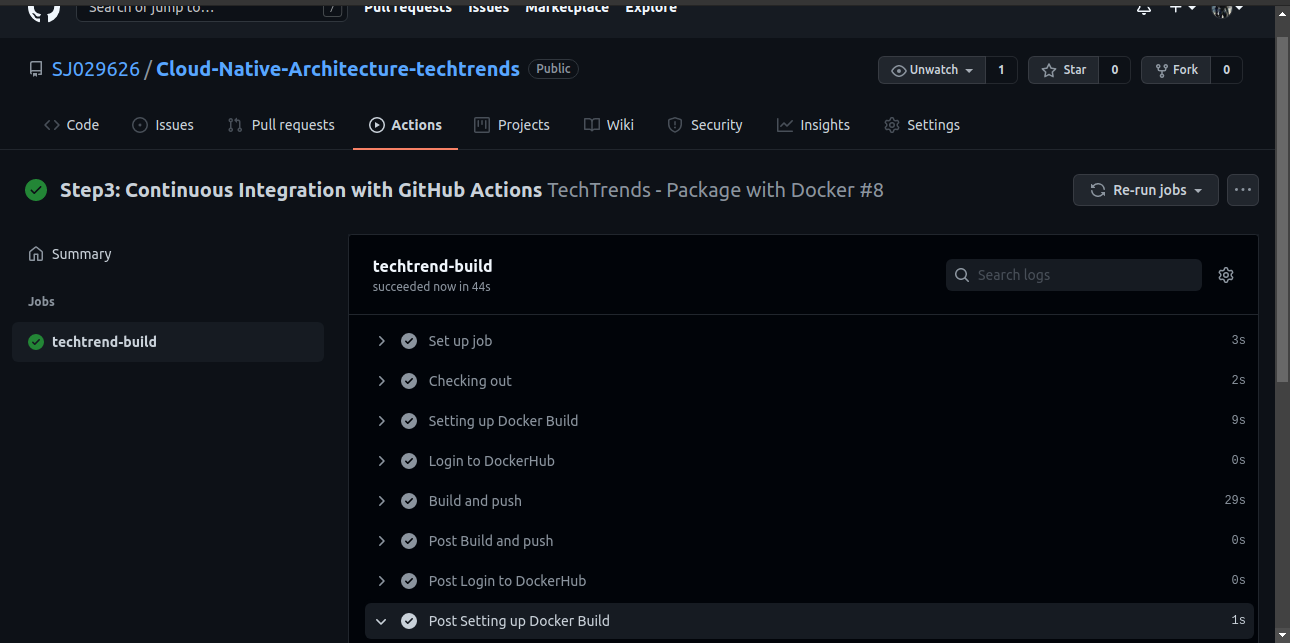 Search or jump to... /
Pull requests Issues Marketplace Explore
SJ029626 / Cloud-Native-Architecture-techtrends Public
Unwatch 1 Star 0 Fork 0
Code Issues Pull requests Actions Projects Wiki Security Insights Settings
Step3: Continuous Integration with GitHub Actions TechTrends - Package with Docker #8
Re-run jobs ...
Summary
Jobs
techtrend-build
techtrend-build
succeeded now in 44s
Search logs
Set up job 3s
Checking out 2s
Setting up Docker Build 9s
Login to DockerHub 0s
Build and push 29s
Post Build and push 0s
Post Login to DockerHub 0s
Post Setting up Docker Build 1s